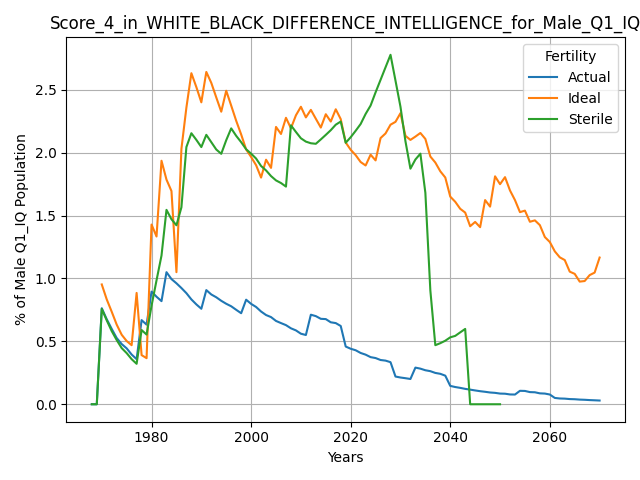 Score_4_in_WHITE_BLACK_DIFFERENCE_INTELLIGENCE_for_Male_Q1_IQ
Fertility
Actual
Ideal
Sterile
% of Male Q1_IQ Population
2.5
2.0
1.5
1.0
0.5
0.0
1980 2000 2020 2040 2060
Years